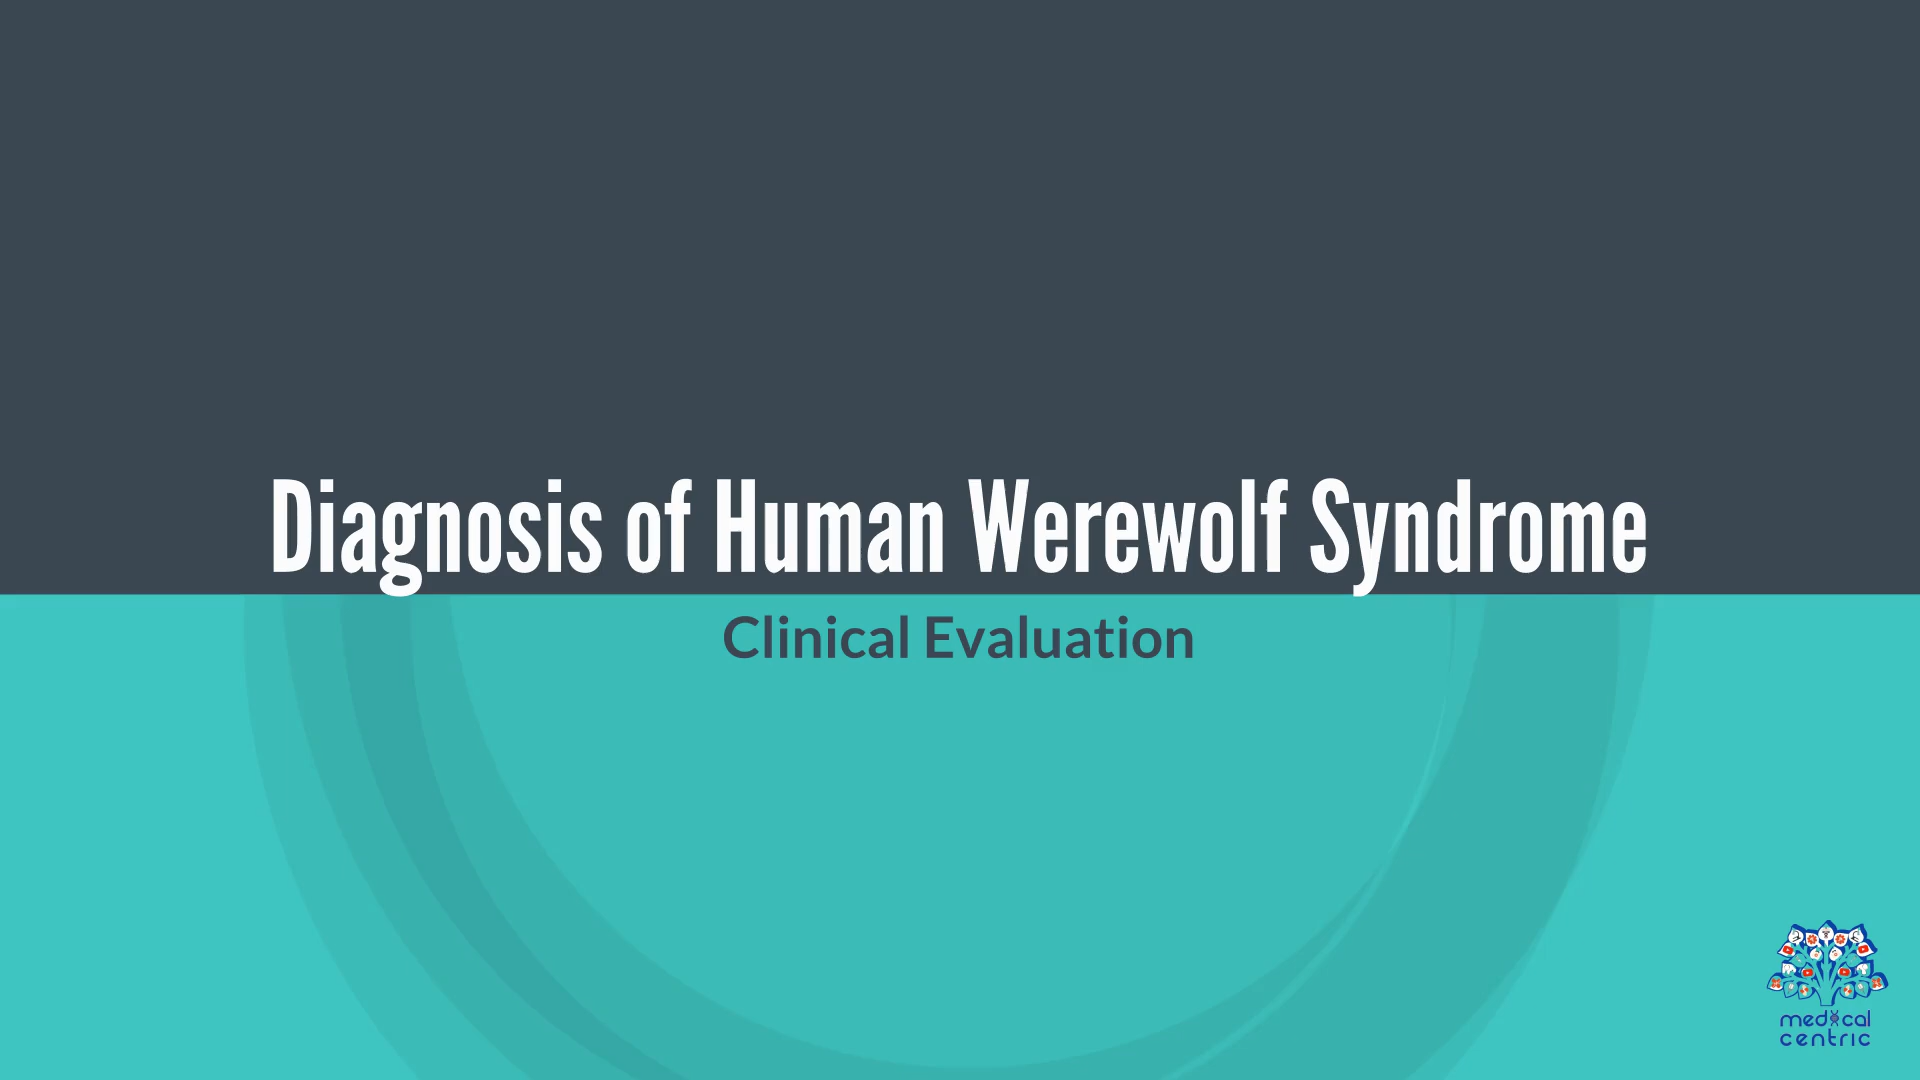 Diagnosis of Human Werewolf Syndrome
Clinical Evaluation
medical
centric